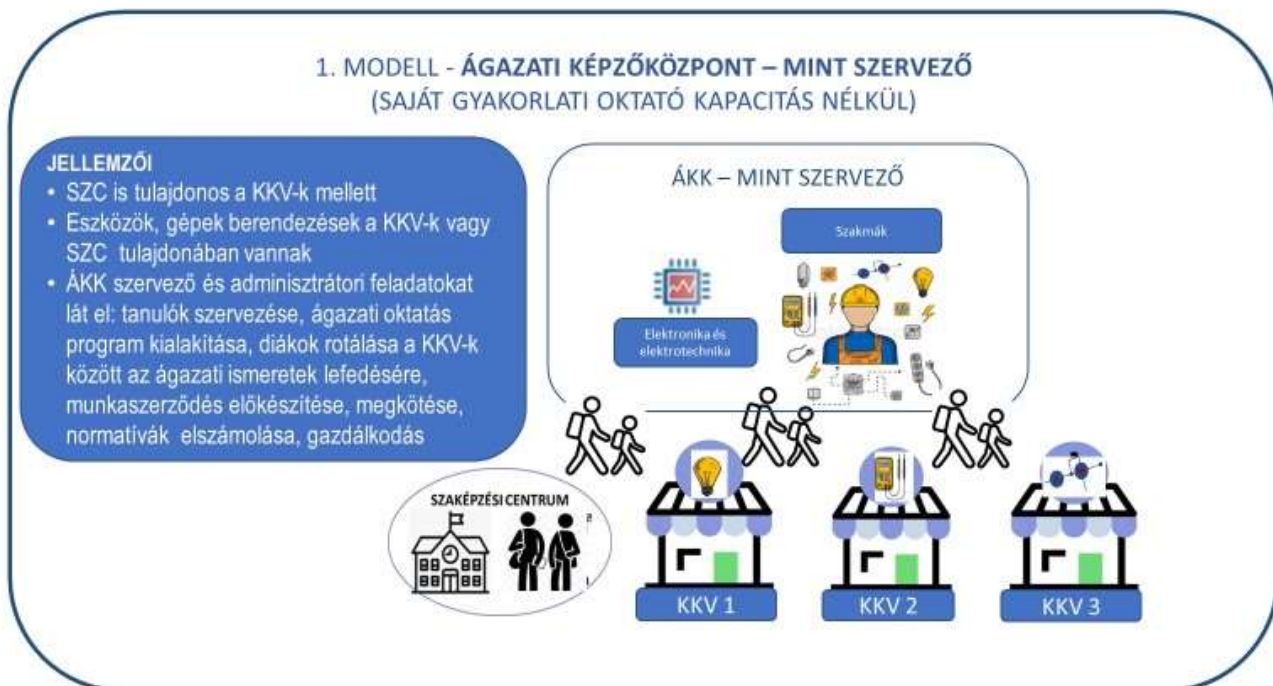 1. MODELL - ÁGAZATI KÉPZŐKÖZPONT – MINT SZERVEZŐ
(SAJÁT GYAKORLATI OKTATÓ KAPACITÁS NÉLKÜL)
JELLEMZŐI
• SZC is tulajdonos a KKV-k mellett
• Eszközök, gépek berendezések a KKV-k vagy
SZC tulajdonában vannak
• ÁKK szervező és adminisztrátori feladatokat
lát el: tanulók szervezése, ágazati oktatás
program kialakítása, diákok rotálása a KKV-k
között az ágazati ismeretek lefedésére,
munkaszerződés előkészítése, megkötése,
normatívák elszámolása, gazdálkodás
ÁKK – MINT SZERVEZŐ
Szakmák
Elektronika és
elektrotechnika
SZAKÉPZÉSI CENTRUM
KKV 1
KKV 2
KKV 3